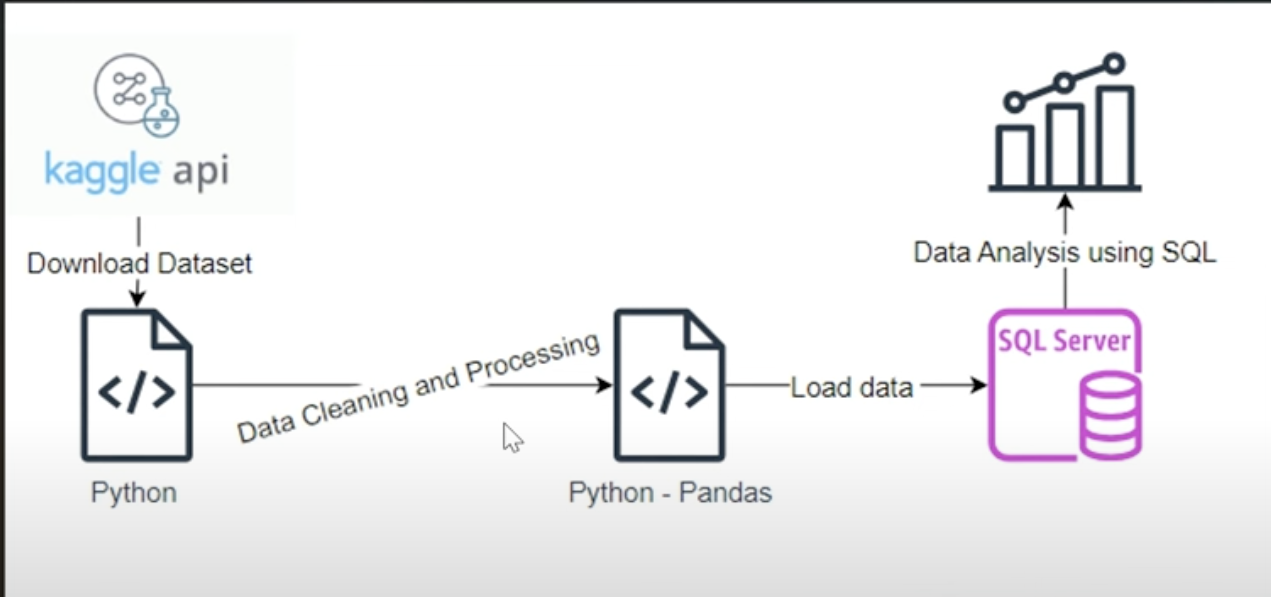 kaggle api
Download Dataset
</>
Python
Data Cleaning and Processing
</>
Python - Pandas
Load data
SQL Server
Data Analysis using SQL